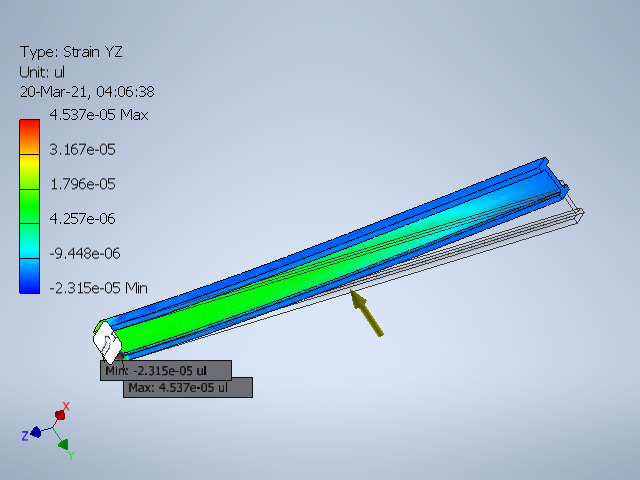 Type: Strain YZ
Unit: ul
20-Mar-21, 04:06:38
4.537e-05 Max
3.167e-05
1.796e-05
4.257e-06
-9.448e-06
-2.315e-05 Min
Min: -2.315e-05 ul
Max: 4.537e-05 ul
X
Z
Y